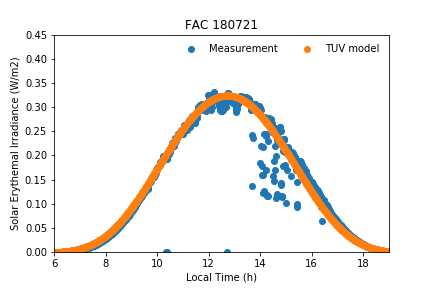 FAC 180721
Measurement TUV model
Solar Erythemal Irradiance (W/m2)
0.45
0.40
0.35
0.30
0.25
0.20
0.15
0.10
0.05
0.00
6 8 10 12 14 16 18
Local Time (h)